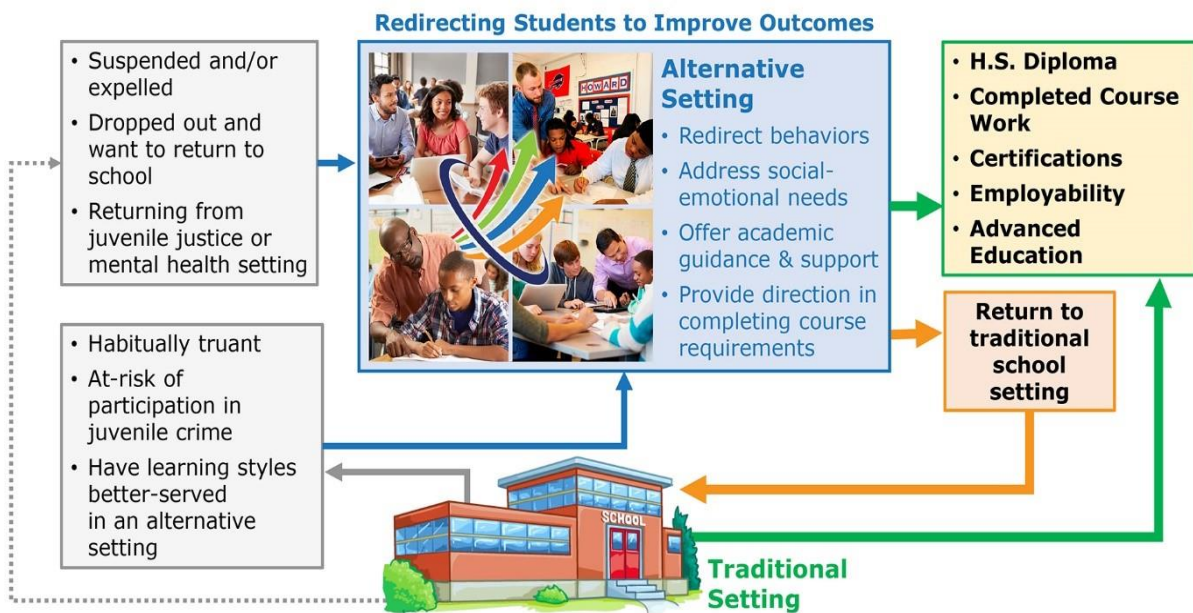 Redirecting Students to Improve Outcomes
• Suspended and/or
expelled
• Dropped out and
want to return to
school
• Returning from
juvenile justice or
mental health setting
• Habitually truant
• At-risk of
participation in
juvenile crime
• Have learning styles
better-served
in an alternative
setting
HOWARD
Alternative
Setting
• Redirect behaviors
• Address social-
emotional needs
• Offer academic
guidance & support
• Provide direction in
completing course
requirements
• H.S. Diploma
• Completed Course
Work
• Certifications
• Employability
• Advanced
Education
Return to
traditional
school
setting
SCHOOL
Traditional
Setting